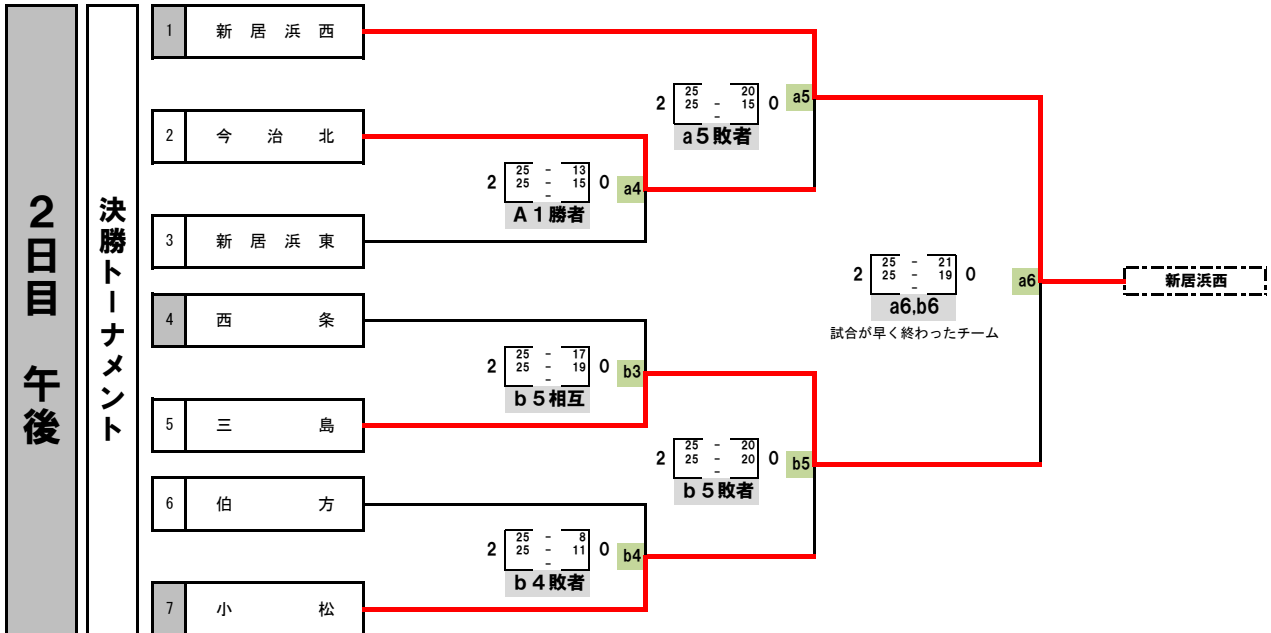 2日目 午後
決勝トーナメント
1 新居浜西
2 今治北
3 新居浜東
4 西条
5 三島
6 伯方
7 小松
2 25 - 13 0 a4
25 - 15
-
A1勝者
2 25 - 17 0 b3
25 - 19
-
b5相互
2 25 - 8 0 b4
25 - 11
-
b4敗者
2 25 - 20 0 a5
25 - 15
-
a5敗者
2 25 - 20 0 b5
25 - 20
-
b5敗者
2 25 - 21 0 a6
25 - 19
-
a6,b6
試合が早く終わったチーム
新居浜西